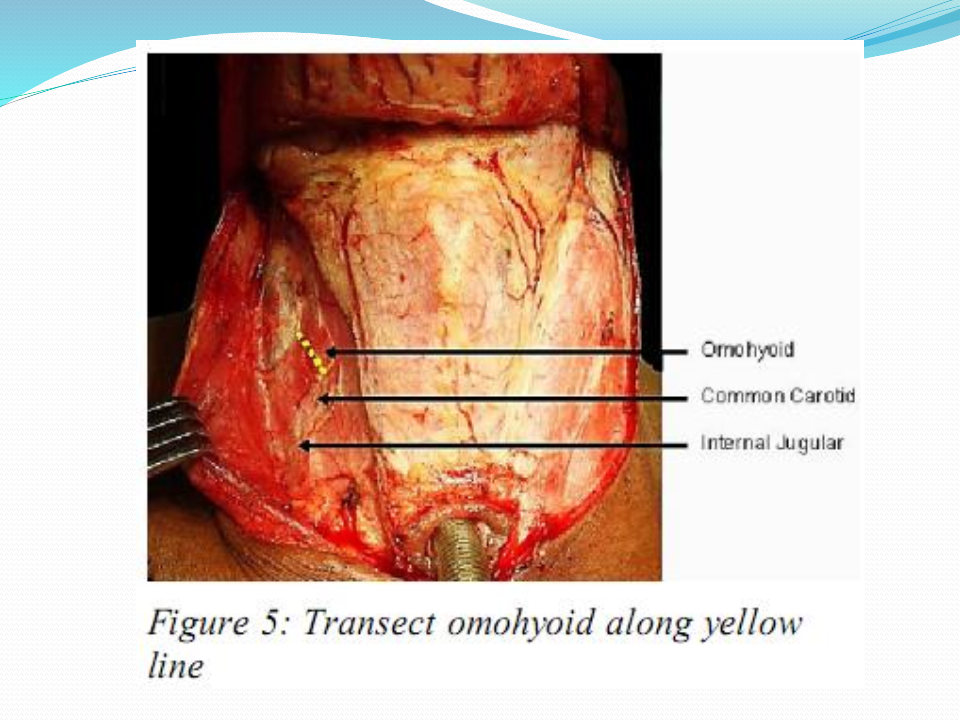 Omohyoid
Common Carotid
Internal Jugular
Figure 5: Transect omohyoid along yellow
line